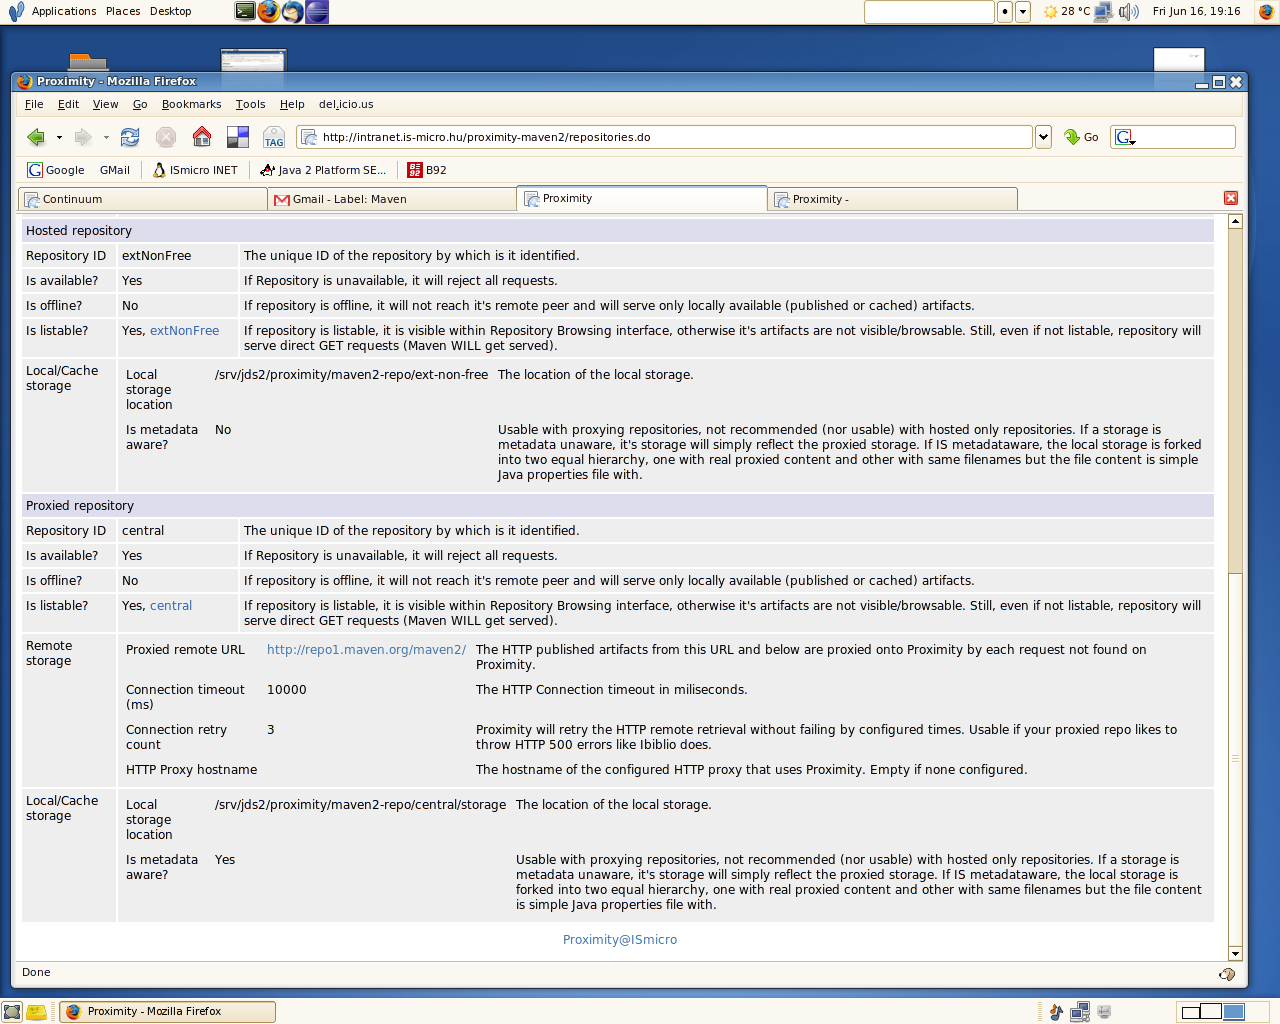 Applications Places Desktop
28 °C Fri Jun 16, 19:16
Proximity - Mozilla Firefox
File Edit View Go Bookmarks Tools Help del.icio.us
TAG http://intranet.is-micro.hu/proximity-maven2/repositories.do Go G
Google GMail ISmicro INET Java 2 Platform SE... B92
Continuum Gmail - Label: Maven Proximity Proximity -
Hosted repository
Repository ID extNonFree The unique ID of the repository by which is it identified.
Is available? Yes If Repository is unavailable, it will reject all requests.
Is offline? No If repository is offline, it will not reach it's remote peer and will serve only locally available (published or cached) artifacts.
Is listable? Yes, extNonFree If repository is listable, it is visible within Repository Browsing interface, otherwise it's artifacts are not visible/browsable. Still, even if not listable, repository will
serve direct GET requests (Maven WILL get served).
Local/Cache
storage
Local
storage
location
/srv/jds2/proximity/maven2-repo/ext-non-free The location of the local storage.
Is metadata
aware?
No
Usable with proxying repositories, not recommended (nor usable) with hosted only repositories. If a storage is
metadata unaware, it's storage will simply reflect the proxied storage. If IS metadataware, the local storage is forked
into two equal hierarchy, one with real proxied content and other with same filenames but the file content is simple
Java properties file with.
Proxied repository
Repository ID central The unique ID of the repository by which is it identified.
Is available? Yes If Repository is unavailable, it will reject all requests.
Is offline? No If repository is offline, it will not reach it's remote peer and will serve only locally available (published or cached) artifacts.
Is listable? Yes, central If repository is listable, it is visible within Repository Browsing interface, otherwise it's artifacts are not visible/browsable. Still, even if not listable, repository will
serve direct GET requests (Maven WILL get served).
Remote
storage
Proxied remote URL http://repo1.maven.org/maven2/ The HTTP published artifacts from this URL and below are proxied onto Proximity by each request not found on
Proximity.
Connection timeout
(ms)
10000 The HTTP Connection timeout in miliseconds.
Connection retry
count
3 Proximity will retry the HTTP remote retrieval without failing by configured times. Usable if your proxied repo likes to
throw HTTP 500 errors like Ibiblio does.
HTTP Proxy hostname The hostname of the configured HTTP proxy that uses Proximity. Empty if none configured.
Local/Cache
storage
Local
storage
location
/srv/jds2/proximity/maven2-repo/central/storage The location of the local storage.
Is metadata
aware?
Yes
Usable with proxying repositories, not recommended (nor usable) with hosted only repositories. If a storage is
metadata unaware, it's storage will simply reflect the proxied storage. If IS metadataware, the local storage is
forked into two equal hierarchy, one with real proxied content and other with same filenames but the file content
is simple Java properties file with.
Proximity@ISmicro
Done
Proximity - Mozilla Firefox